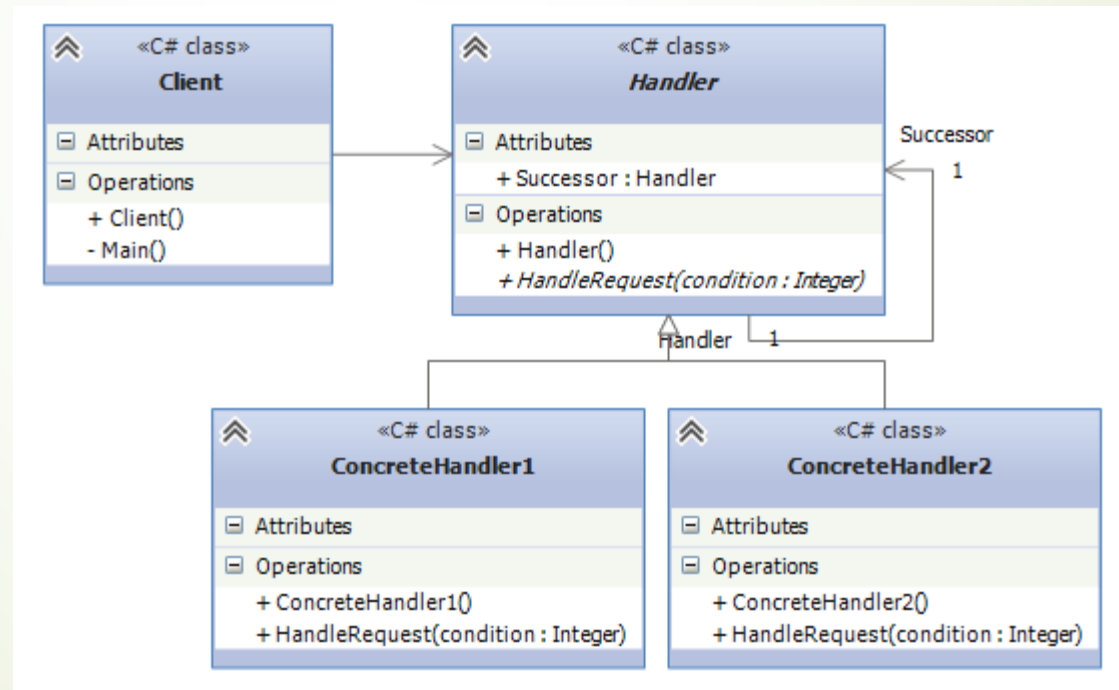 «C# class»
Client
Attributes
Operations
+ Client()
- Main()
«C# class»
Handler
Attributes
+ Successor : Handler
Operations
+ Handler()
+ HandleRequest(condition : Integer)
Successor
1
Handler
1
«C# class»
ConcreteHandler1
Attributes
Operations
+ ConcreteHandler1()
+ HandleRequest(condition : Integer)
«C# class»
ConcreteHandler2
Attributes
Operations
+ ConcreteHandler2()
+ HandleRequest(condition : Integer)